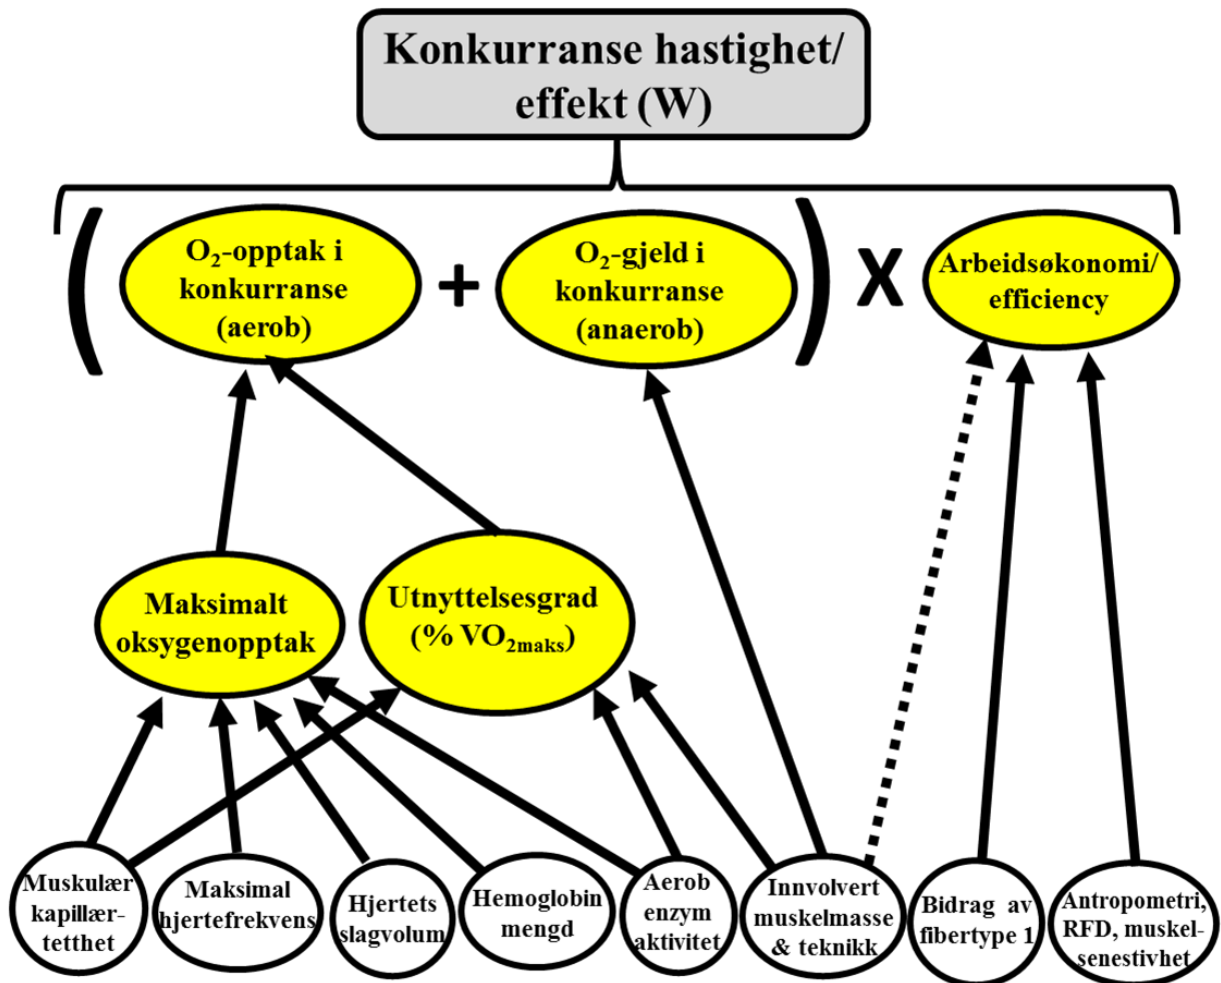 Konkurranse hastighet/
effekt (W)
O₂-opptak i
konkurranse
(aerob)
+
O₂-gjeld i
konkurranse
(anaerob)
X
Arbeidsøkonomi/
efficiency
Maksimalt
oksygenopptak
Utnyttelsesgrad
(% VO₂maks)
Muskulær
kapillær-
tetthet
Maksimal
hjertefrekvens
Hjertets
slagvolum
Hemoglobin
mengd
Aerob
enzym
aktivitet
Innvolvert
muskelmasse
& teknikk
Bidrag av
fibertype 1
Antropometri,
RFD, muskel-
senestivhet